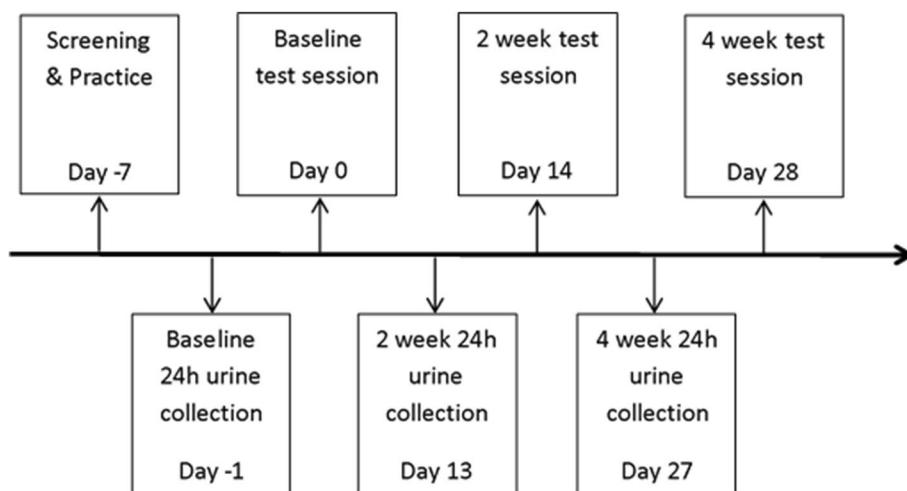 Screening
& Practice
Day -7
Baseline
test session
Day 0
2 week test
session
Day 14
4 week test
session
Day 28
Baseline
24h urine
collection
Day -1
2 week 24h
urine
collection
Day 13
4 week 24h
urine
collection
Day 27